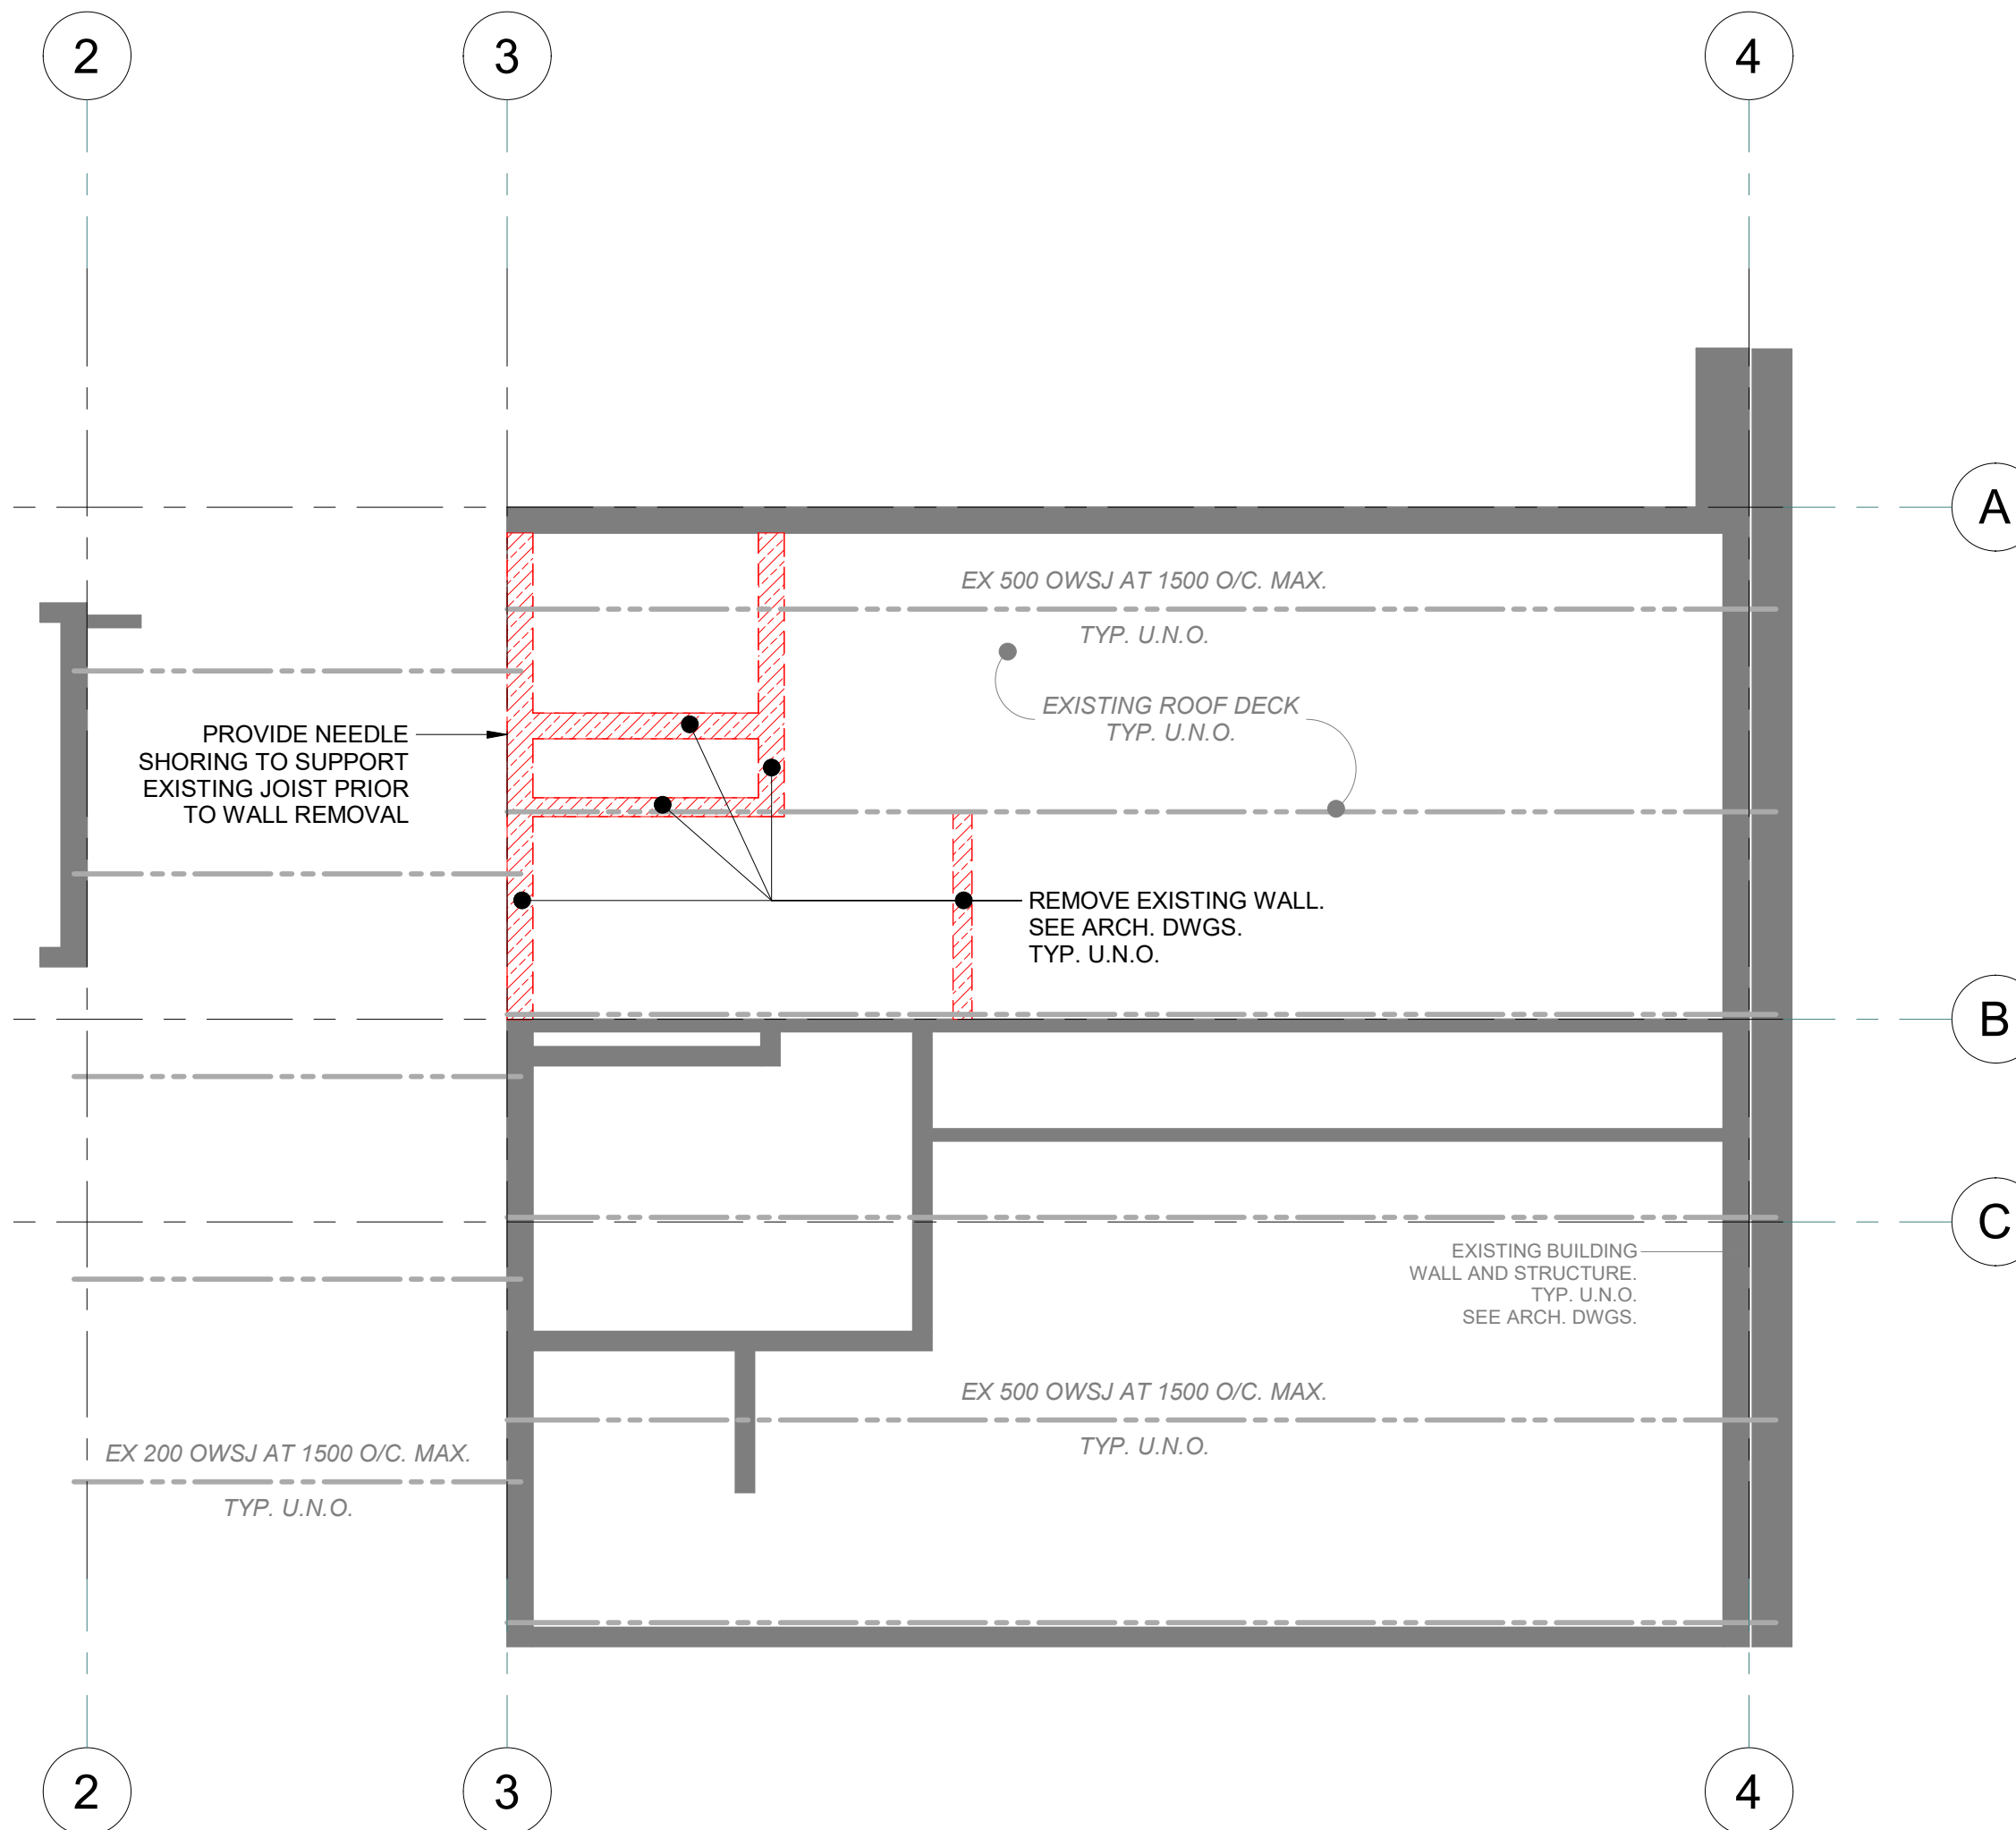 2
3
4
A
EX 500 OWSJ AT 1500 O/C. MAX.
TYP. U.N.O.
EXISTING ROOF DECK
TYP. U.N.O.
PROVIDE NEEDLE
SHORING TO SUPPORT
EXISTING JOIST PRIOR
TO WALL REMOVAL
REMOVE EXISTING WALL.
SEE ARCH. DWGS.
TYP. U.N.O.
B
C
EXISTING BUILDING
WALL AND STRUCTURE.
TYP. U.N.O.
SEE ARCH. DWGS.
EX 500 OWSJ AT 1500 O/C. MAX.
TYP. U.N.O.
EX 200 OWSJ AT 1500 O/C. MAX.
TYP. U.N.O.
2
3
4